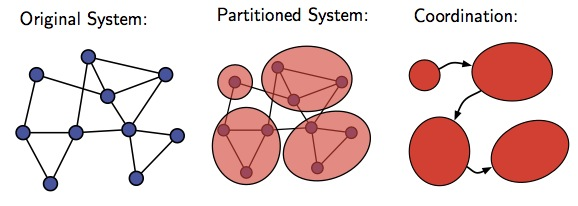 Original System:
Partitioned System:
Coordination: